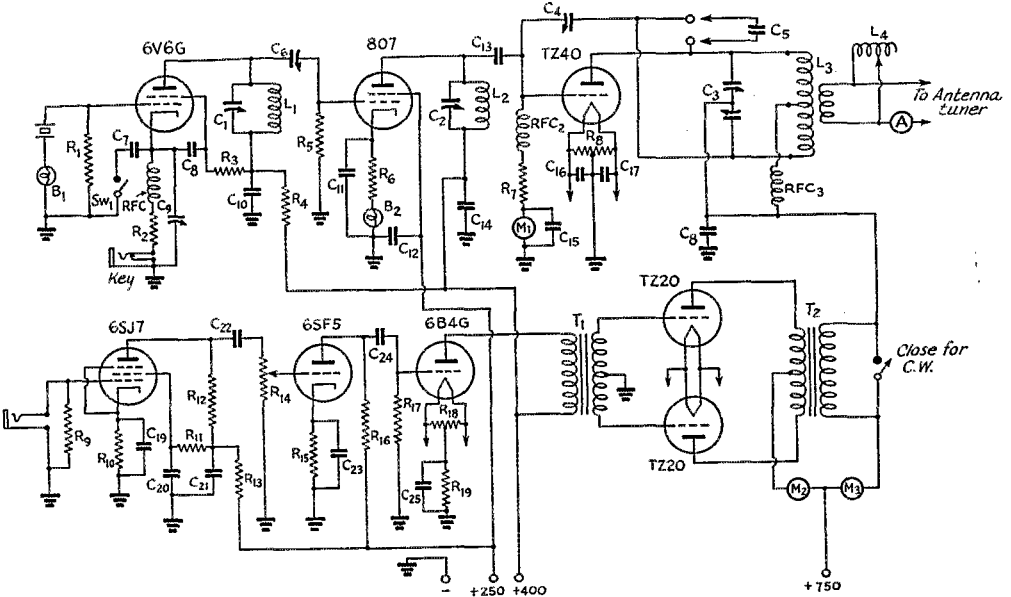 6V6G
C6
807
C13
C4
C5
TZ40
L4
L3
C3
To Antenna
tuner
A
C7
R1
C8
C1
L1
R5
C2
L2
RFC2
R8
R3
C11
R6
C16
C17
B1
Sw1
RFC
C9
C10
R4
B2
C14
R7
M1
C15
RFC3
R2
C12
C8
Key
6SJ7
C22
6SF5
C24
6B4G
T1
TZ20
T2
Close for
C.W.
R12
R14
R17
R18
R9
R10
C19
R11
R15
C23
R16
TZ20
C20
C21
R13
C25
R19
M2
M3
-
+250
+400
+750